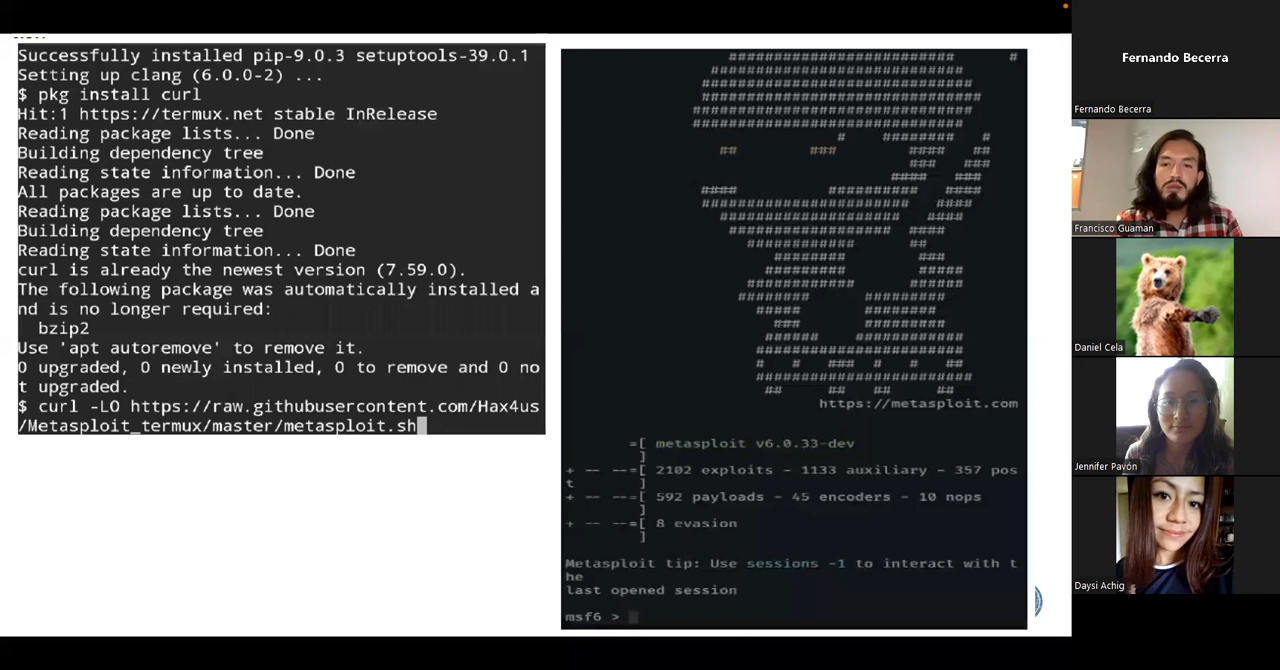 Successfully installed pip-9.0.3 setuptools-39.0.1
Setting up clang (6.0.0-2) ...
$ pkg install curl
Hit:1 https://termux.net stable InRelease
Reading package lists... Done
Building dependency tree
Reading state information... Done
All packages are up to date.
Reading package lists... Done
Building dependency tree
Reading state information... Done
curl is already the newest version (7.59.0).
The following package was automatically installed a
nd is no longer required:
bzip2
Use 'apt autoremove' to remove it.
0 upgraded, 0 newly installed, 0 to remove and 0 no
t upgraded.
$ curl -LO https://raw.githubusercontent.com/Hax4us
/Metasploit_termux/master/metasploit.sh
https://metasploit.com
=[ metasploit v6.0.33-dev
]
+ -- --=[ 2102 exploits - 1133 auxiliary - 357 pos
t ]
+ -- --=[ 592 payloads - 45 encoders - 10 nops
]
+ -- --=[ 8 evasion
]
Metasploit tip: Use sessions -1 to interact with t
he
last opened session
msf6 >
Fernando Becerra
Fernando Becerra
Francisco Guaman
Daniel Cela
Jennifer Pavón
Daysi Achig